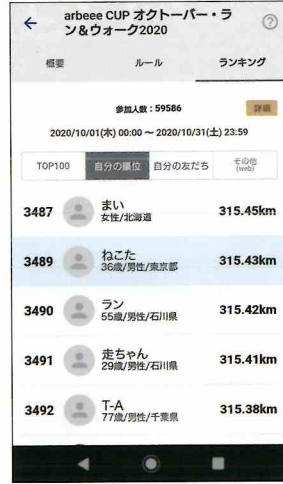 arbeee CUP オクトーバー・ラ
ン＆ウォーク2020
概要 ルール ランキング
参加人数 : 59586 詳細
2020/10/01(木) 00:00 ～ 2020/10/31(土) 23:59
TOP100 自分の順位 自分の友だち その他
(web)
3487 まい 315.45km
女性/北海道
3489 ねこた 315.43km
36歳/男性/東京都
3490 ラン 315.42km
55歳/男性/石川県
3491 走ちゃん 315.41km
29歳/男性/石川県
3492 T-A 315.38km
77歳/男性/千葉県